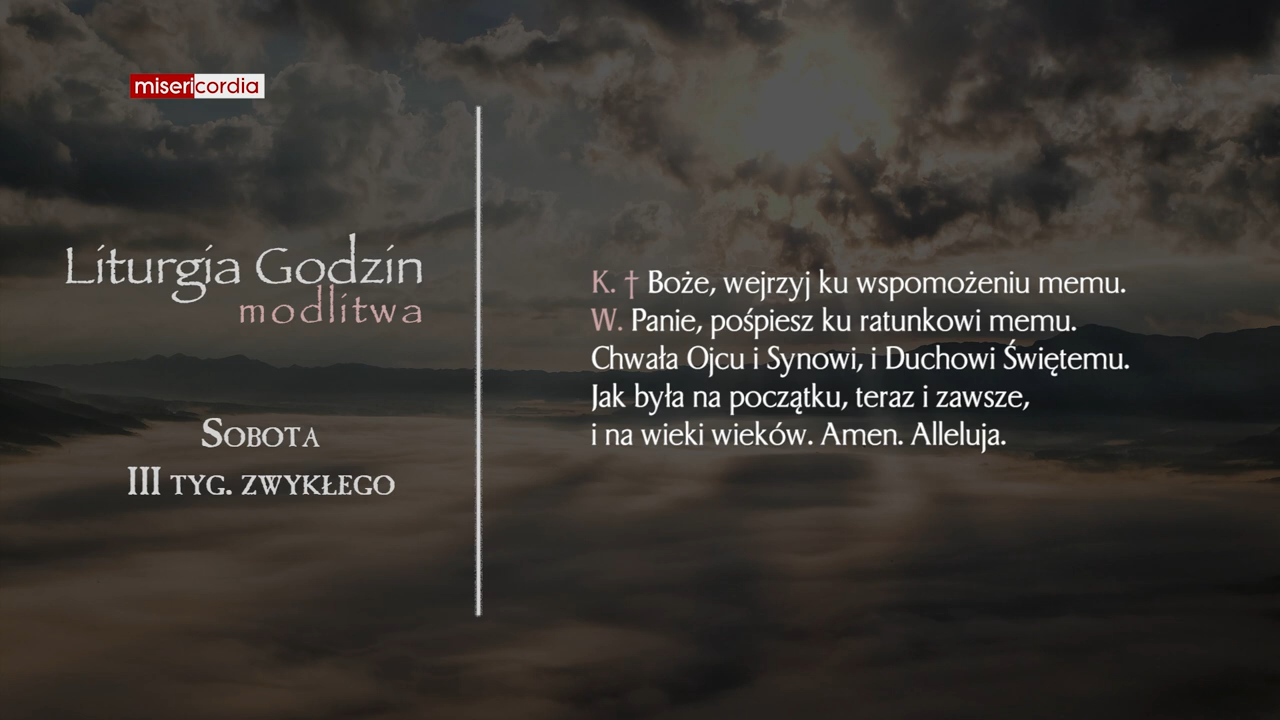 misericordia
Liturgia Godzin
modlitwa
Sobota
III tyg. zwykłego
K. † Boże, wejrzyj ku wspomożeniu memu.
W. Panie, pośpiesz ku ratunkowi memu.
Chwała Ojcu i Synowi, i Duchowi Świętemu.
Jak była na początku, teraz i zawsze,
i na wieki wieków. Amen. Alleluja.